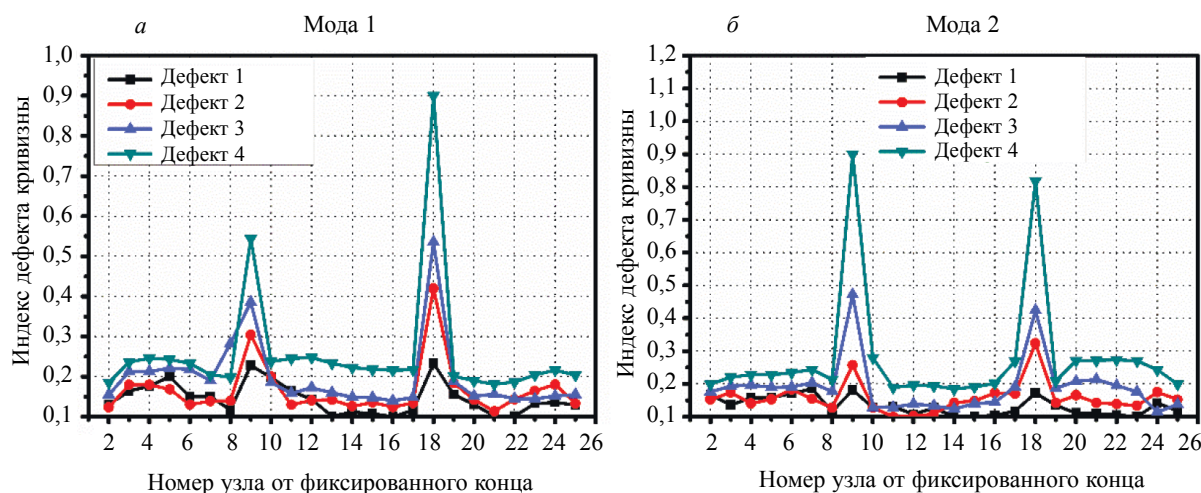 а
Мода 1
Индекс дефекта кривизны
1,0
0,9
0,8
0,7
0,6
0,5
0,4
0,3
0,2
0,1
Дефект 1
Дефект 2
Дефект 3
Дефект 4
2 4 6 8 10 12 14 16 18 20 22 24 26
Номер узла от фиксированного конца
б
Мода 2
Индекс дефекта кривизны
1,2
1,1
1,0
0,9
0,8
0,7
0,6
0,5
0,4
0,3
0,2
0,1
Дефект 1
Дефект 2
Дефект 3
Дефект 4
2 4 6 8 10 12 14 16 18 20 22 24 26
Номер узла от фиксированного конца